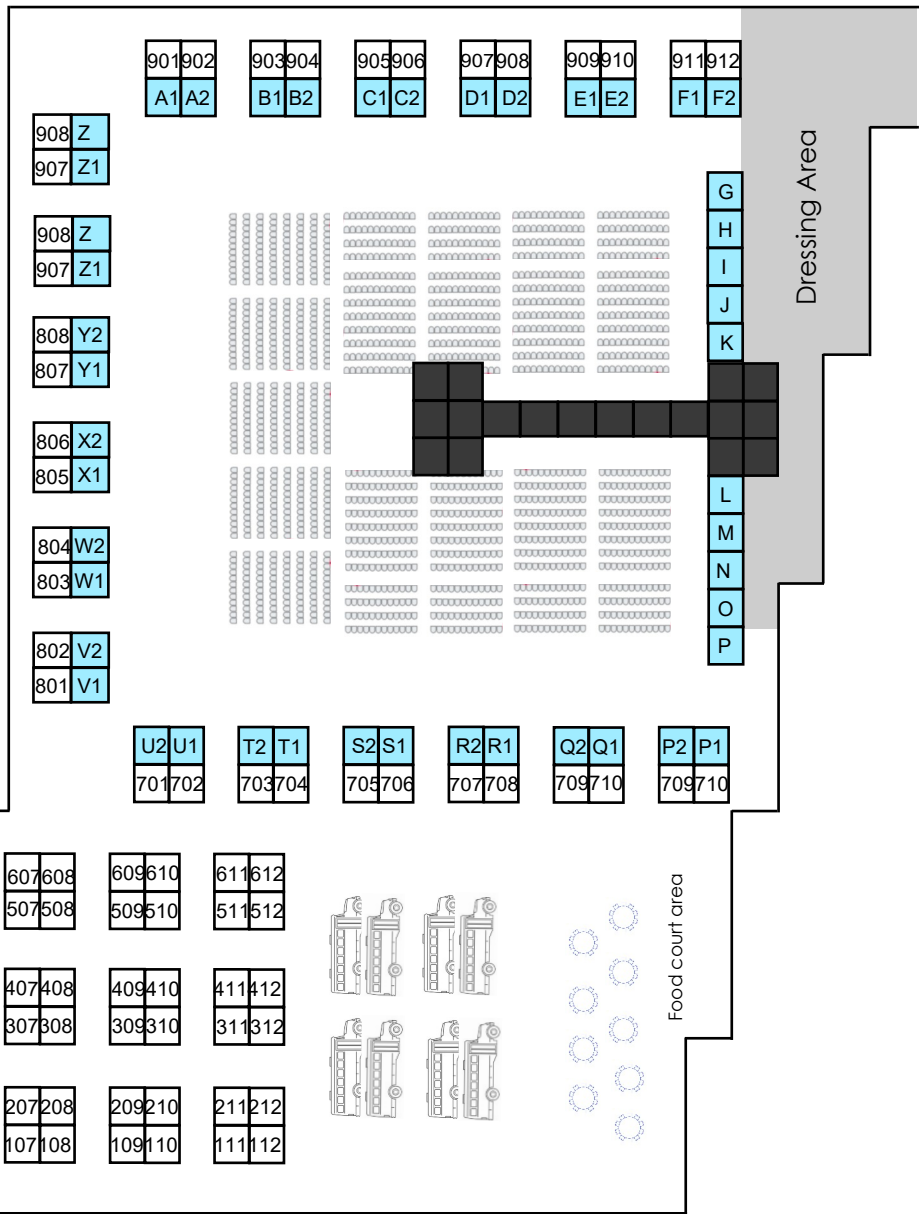 901 902 903 904 905 906 907 908 909 910 911 912
A1 A2 B1 B2 C1 C2 D1 D2 E1 E2 F1 F2
908 Z
907 Z1
908 Z
907 Z1
808 Y2
807 Y1
806 X2
805 X1
804 W2
803 W1
802 V2
801 V1
G
H
I
J
K
L
M
N
O
P
Dressing Area
U2 U1 T2 T1 S2 S1 R2 R1 Q2 Q1 P2 P1
701 702 703 704 705 706 707 708 709 710 709 710
607 608 609 610 611 612
507 508 509 510 511 512
407 408 409 410 411 412
307 308 309 310 311 312
207 208 209 210 211 212
107 108 109 110 111 112
Food court area